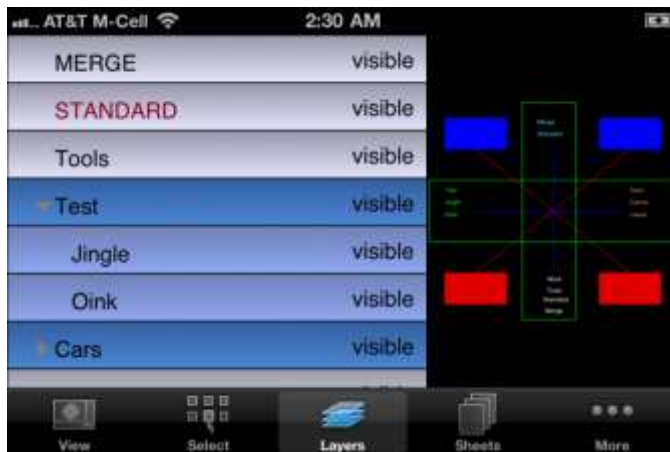 AT&T M-Cell
2:30 AM
MERGE visible
STANDARD visible
Tools visible
Test visible
Jingle visible
Oink visible
Cars visible
View
Select
Layers
Sheets
More